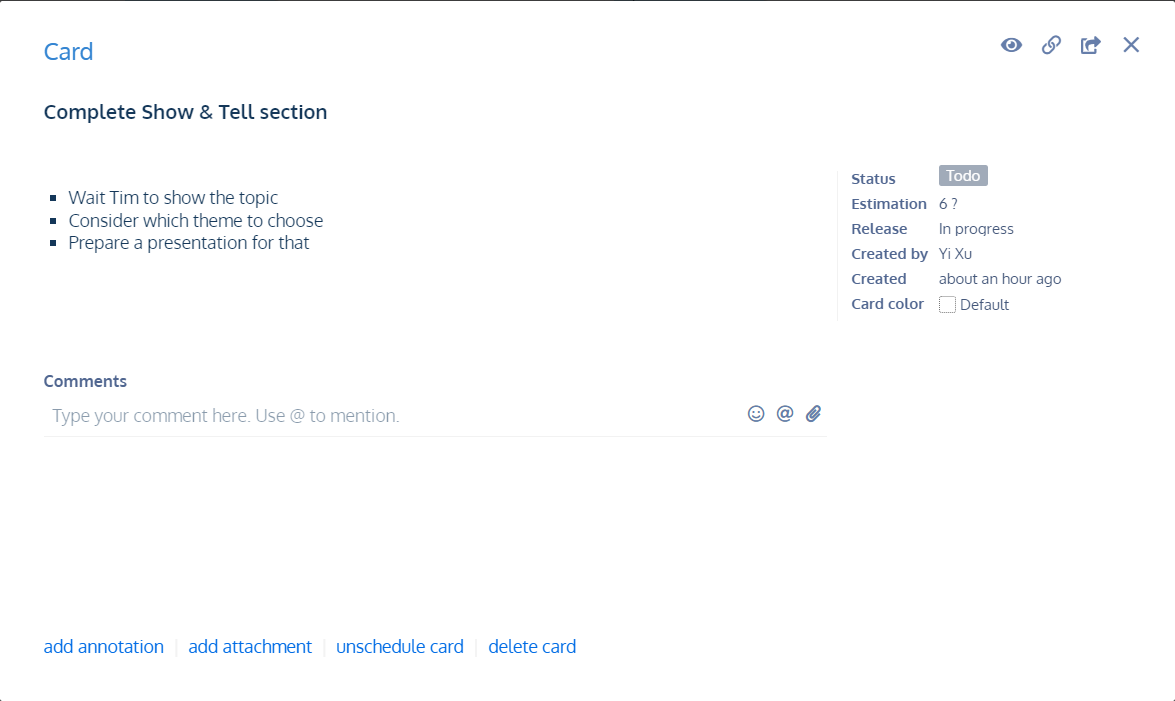 Card
Complete Show & Tell section
Wait Tim to show the topic
Consider which theme to choose
Prepare a presentation for that
Status Todo
Estimation 6 ?
Release In progress
Created by Yi Xu
Created about an hour ago
Card color Default
Comments
Type your comment here. Use @ to mention.
add annotation | add attachment | unschedule card | delete card